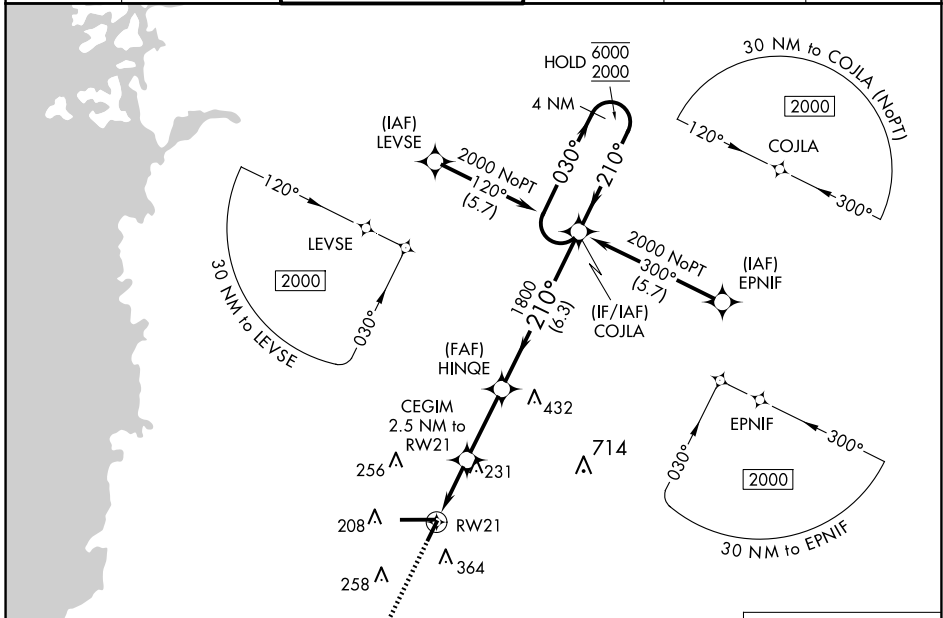 HOLD 6000
2000
4 NM
030°
210°
(IAF)
LEVSE
2000 NoPT
120°
(5.7)
30 NM to COJLA (NoPT)
2000
120°
COJLA
300°
120°
LEVSE
2000
030°
30 NM to LEVSE
2000 NoPT
300°
(5.7)
(IAF)
EPNIF
(IF/IAF)
COJLA
1800
210°
(6.3)
(FAF)
HINQE
432
CEGIM
2.5 NM to
RW21
256
231
714
208
RW21
364
258
EPNIF
300°
030°
2000
30 NM to EPNIF